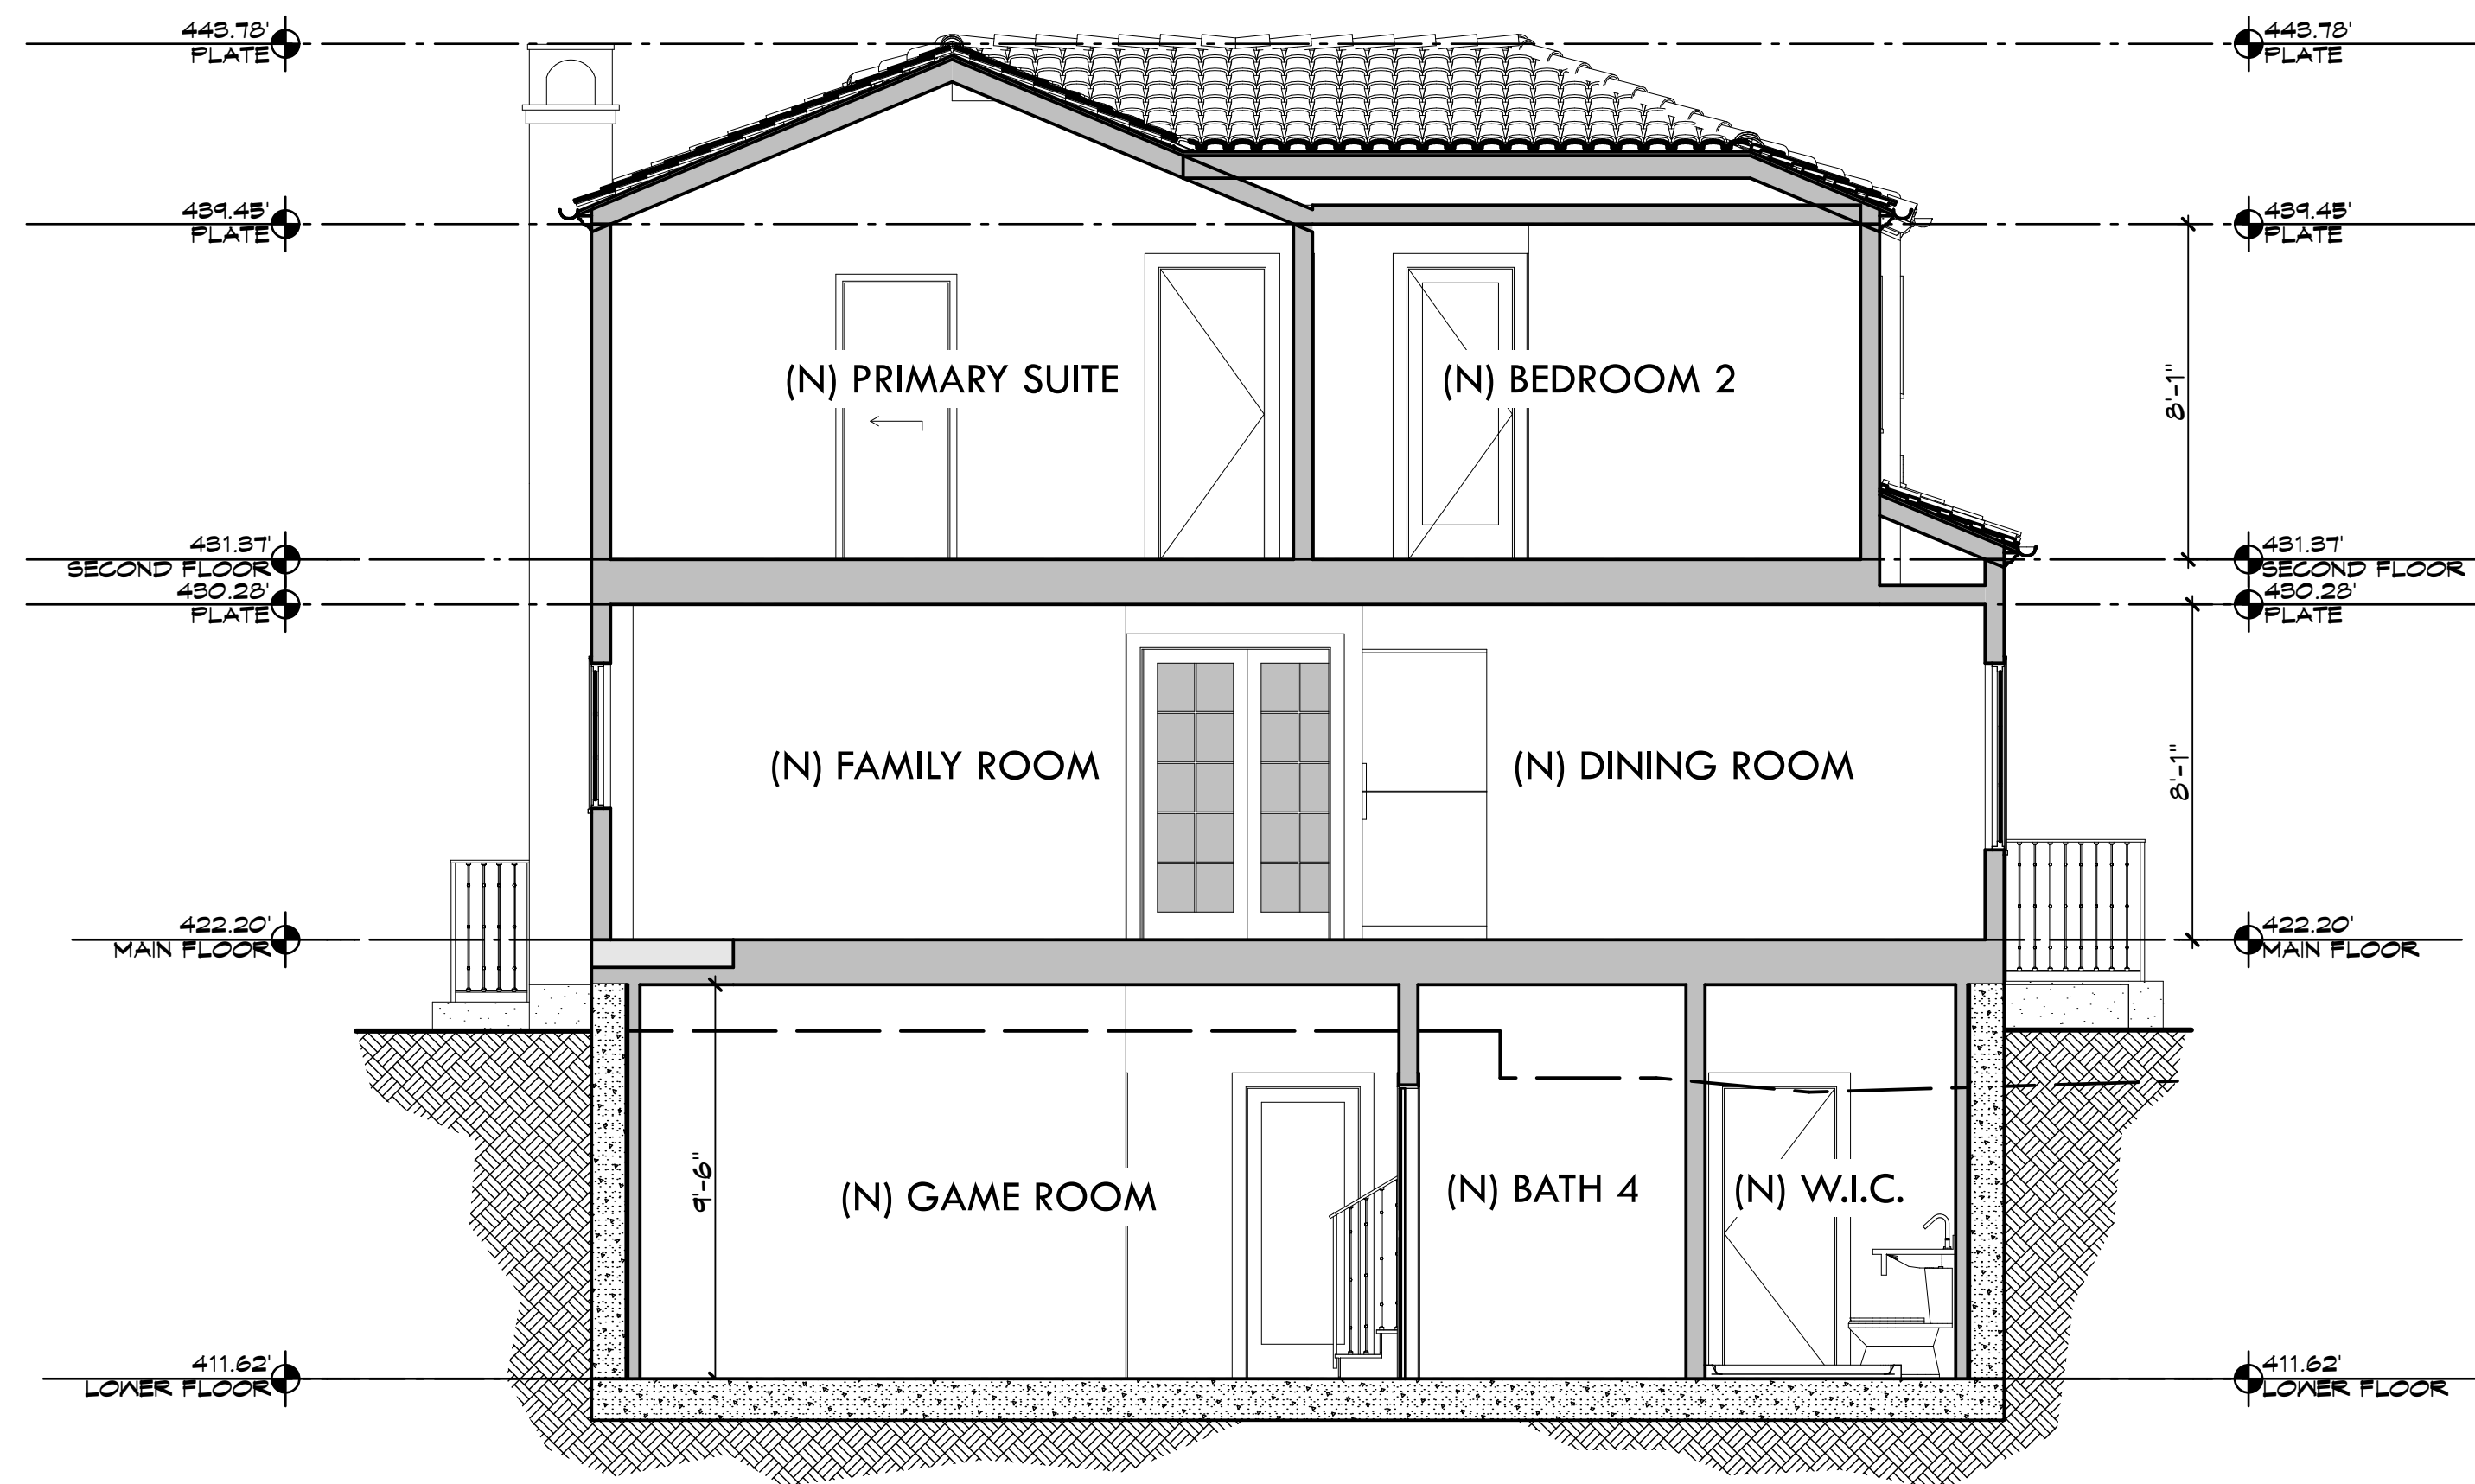 443.78'
PLATE
443.78'
PLATE
439.45'
PLATE
439.45'
PLATE
8'-1"
(N) PRIMARY SUITE
(N) BEDROOM 2
431.37'
SECOND FLOOR
431.37'
SECOND FLOOR
430.28'
PLATE
430.28'
PLATE
8'-1"
(N) FAMILY ROOM
(N) DINING ROOM
422.20'
MAIN FLOOR
422.20'
MAIN FLOOR
9'-6"
(N) GAME ROOM
(N) BATH 4
(N) W.I.C.
411.62'
LOWER FLOOR
411.62'
LOWER FLOOR